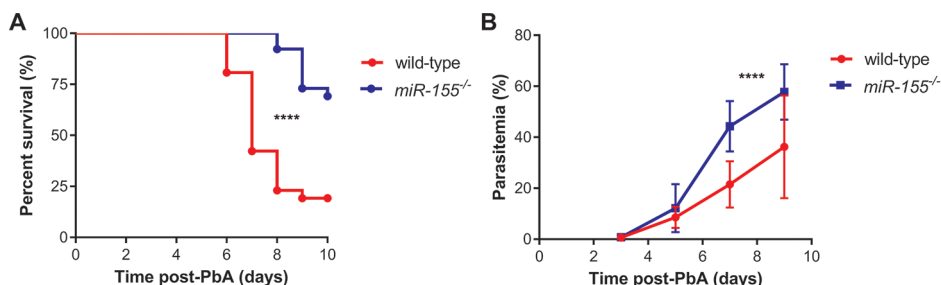 A
Percent survival (%)
100
75
50
25
0
0 2 4 6 8 10
Time post-PbA (days)
****
wild-type
miR-155-/-
B
Parasitemia (%)
80
60
40
20
0
0 2 4 6 8 10
Time post-PbA (days)
****
wild-type
miR-155-/-